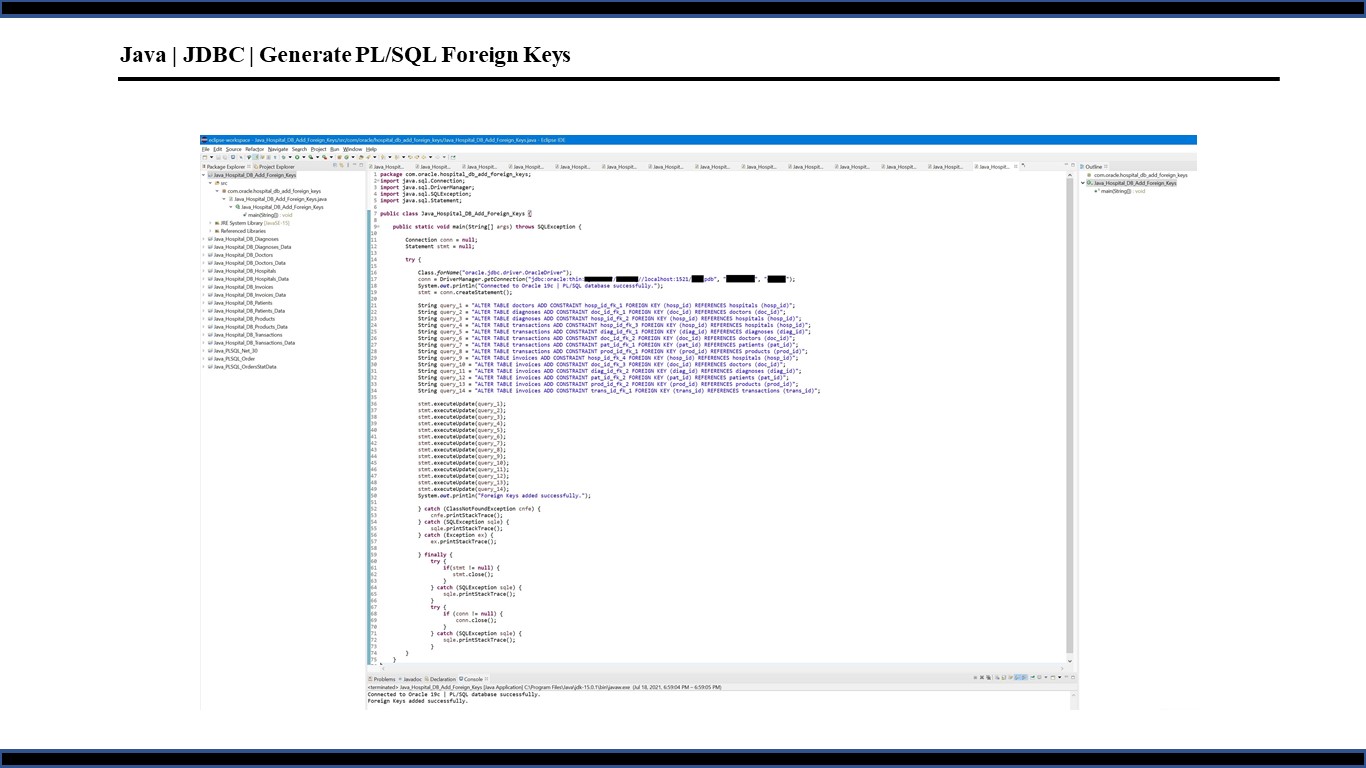 Java | JDBC | Generate PL/SQL Foreign Keys
eclipse-workspace - Java_Hospital_DB_Add_Foreign_Keys/src/com/oracle/hospital_db_add_foreign_keys/Java_Hospital_DB_Add_Foreign_Keys.java - Eclipse IDE
File Edit Source Refactor Navigate Search Project Run Window Help
Package Explorer Project Explorer
Java_Hospital_DB_Add_Foreign_Keys
src
com.oracle.hospital_db_add_foreign_keys
Java_Hospital_DB_Add_Foreign_Keys.java
Java_Hospital_DB_Add_Foreign_Keys
main(String[]) : void
JRE System Library [JavaSE-15]
Referenced Libraries
Java_Hospital_DB_Diagnoses
Java_Hospital_DB_Diagnoses_Data
Java_Hospital_DB_Doctors
Java_Hospital_DB_Doctors_Data
Java_Hospital_DB_Hospitals
Java_Hospital_DB_Hospitals_Data
Java_Hospital_DB_Invoices
Java_Hospital_DB_Invoices_Data
Java_Hospital_DB_Patients
Java_Hospital_DB_Patients_Data
Java_Hospital_DB_Products
Java_Hospital_DB_Products_Data
Java_Hospital_DB_Transactions
Java_Hospital_DB_Transactions_Data
Java_PLSQL_Net_30
Java_PLSQL_Order
Java_PLSQL_OrdersStatData
Java_Hospit... Java_Hospit... Java_Hospit... Java_Hospit... Java_Hospit... Java_Hospit... Java_Hospit... Java_Hospit... Java_Hospit... Java_Hospit... Java_Hospit... Java_Hospit... Java_Hospit... Java_Hospit...
1 package com.oracle.hospital_db_add_foreign_keys;
2 import java.sql.Connection;
3 import java.sql.DriverManager;
4 import java.sql.SQLException;
5 import java.sql.Statement;
6
7 public class Java_Hospital_DB_Add_Foreign_Keys {
8
9 public static void main(String[] args) throws SQLException {
10
11 Connection conn = null;
12 Statement stmt = null;
13
14 try {
15
16 Class.forName("oracle.jdbc.driver.OracleDriver");
17 conn = DriverManager.getConnection("jdbc:oracle:thin: / //localhost:1521/ pdb", " ", " ");
18 System.out.println("Connected to Oracle 19c | PL/SQL database successfully.");
19 stmt = conn.createStatement();
20
21 String query_1 = "ALTER TABLE doctors ADD CONSTRAINT hosp_id_fk_1 FOREIGN KEY (hosp_id) REFERENCES hospitals (hosp_id)";
22 String query_2 = "ALTER TABLE diagnoses ADD CONSTRAINT doc_id_fk_1 FOREIGN KEY (doc_id) REFERENCES doctors (doc_id)";
23 String query_3 = "ALTER TABLE diagnoses ADD CONSTRAINT hosp_id_fk_2 FOREIGN KEY (hosp_id) REFERENCES hospitals (hosp_id)";
24 String query_4 = "ALTER TABLE transactions ADD CONSTRAINT hosp_id_fk_3 FOREIGN KEY (hosp_id) REFERENCES hospitals (hosp_id)";
25 String query_5 = "ALTER TABLE transactions ADD CONSTRAINT diag_id_fk_1 FOREIGN KEY (diag_id) REFERENCES diagnoses (diag_id)";
26 String query_6 = "ALTER TABLE transactions ADD CONSTRAINT doc_id_fk_2 FOREIGN KEY (doc_id) REFERENCES doctors (doc_id)";
27 String query_7 = "ALTER TABLE transactions ADD CONSTRAINT pat_id_fk_1 FOREIGN KEY (pat_id) REFERENCES patients (pat_id)";
28 String query_8 = "ALTER TABLE transactions ADD CONSTRAINT prod_id_fk_1 FOREIGN KEY (prod_id) REFERENCES products (prod_id)";
29 String query_9 = "ALTER TABLE invoices ADD CONSTRAINT hosp_id_fk_4 FOREIGN KEY (hosp_id) REFERENCES hospitals (hosp_id)";
30 String query_10 = "ALTER TABLE invoices ADD CONSTRAINT doc_id_fk_3 FOREIGN KEY (doc_id) REFERENCES doctors (doc_id)";
31 String query_11 = "ALTER TABLE invoices ADD CONSTRAINT diag_id_fk_2 FOREIGN KEY (diag_id) REFERENCES diagnoses (diag_id)";
32 String query_12 = "ALTER TABLE invoices ADD CONSTRAINT pat_id_fk_2 FOREIGN KEY (pat_id) REFERENCES patients (pat_id)";
33 String query_13 = "ALTER TABLE invoices ADD CONSTRAINT prod_id_fk_2 FOREIGN KEY (prod_id) REFERENCES products (prod_id)";
34 String query_14 = "ALTER TABLE invoices ADD CONSTRAINT trans_id_fk_1 FOREIGN KEY (trans_id) REFERENCES transactions (trans_id)";
35
36 stmt.executeUpdate(query_1);
37 stmt.executeUpdate(query_2);
38 stmt.executeUpdate(query_3);
39 stmt.executeUpdate(query_4);
40 stmt.executeUpdate(query_5);
41 stmt.executeUpdate(query_6);
42 stmt.executeUpdate(query_7);
43 stmt.executeUpdate(query_8);
44 stmt.executeUpdate(query_9);
45 stmt.executeUpdate(query_10);
46 stmt.executeUpdate(query_11);
47 stmt.executeUpdate(query_12);
48 stmt.executeUpdate(query_13);
49 stmt.executeUpdate(query_14);
50 System.out.println("Foreign Keys added successfully.");
51
52 } catch (ClassNotFoundException cnfe) {
53 cnfe.printStackTrace();
54 } catch (SQLException sqle) {
55 sqle.printStackTrace();
56 } catch (Exception ex) {
57 ex.printStackTrace();
58
59 } finally {
60 try {
61 if(stmt != null) {
62 stmt.close();
63 }
64 } catch (SQLException sqle) {
65 sqle.printStackTrace();
66 }
67 try {
68 if (conn != null) {
69 conn.close();
70 }
71 } catch (SQLException sqle) {
72 sqle.printStackTrace();
73 }
74 }
75 }
Outline
com.oracle.hospital_db_add_foreign_keys
Java_Hospital_DB_Add_Foreign_Keys
main(String[]) : void
Problems Javadoc Declaration Console
<terminated> Java_Hospital_DB_Add_Foreign_Keys [Java Application] C:\Program Files\Java\jdk-15.0.1\bin\javaw.exe (Jul 18, 2021, 6:59:04 PM – 6:59:05 PM)
Connected to Oracle 19c | PL/SQL database successfully.
Foreign Keys added successfully.